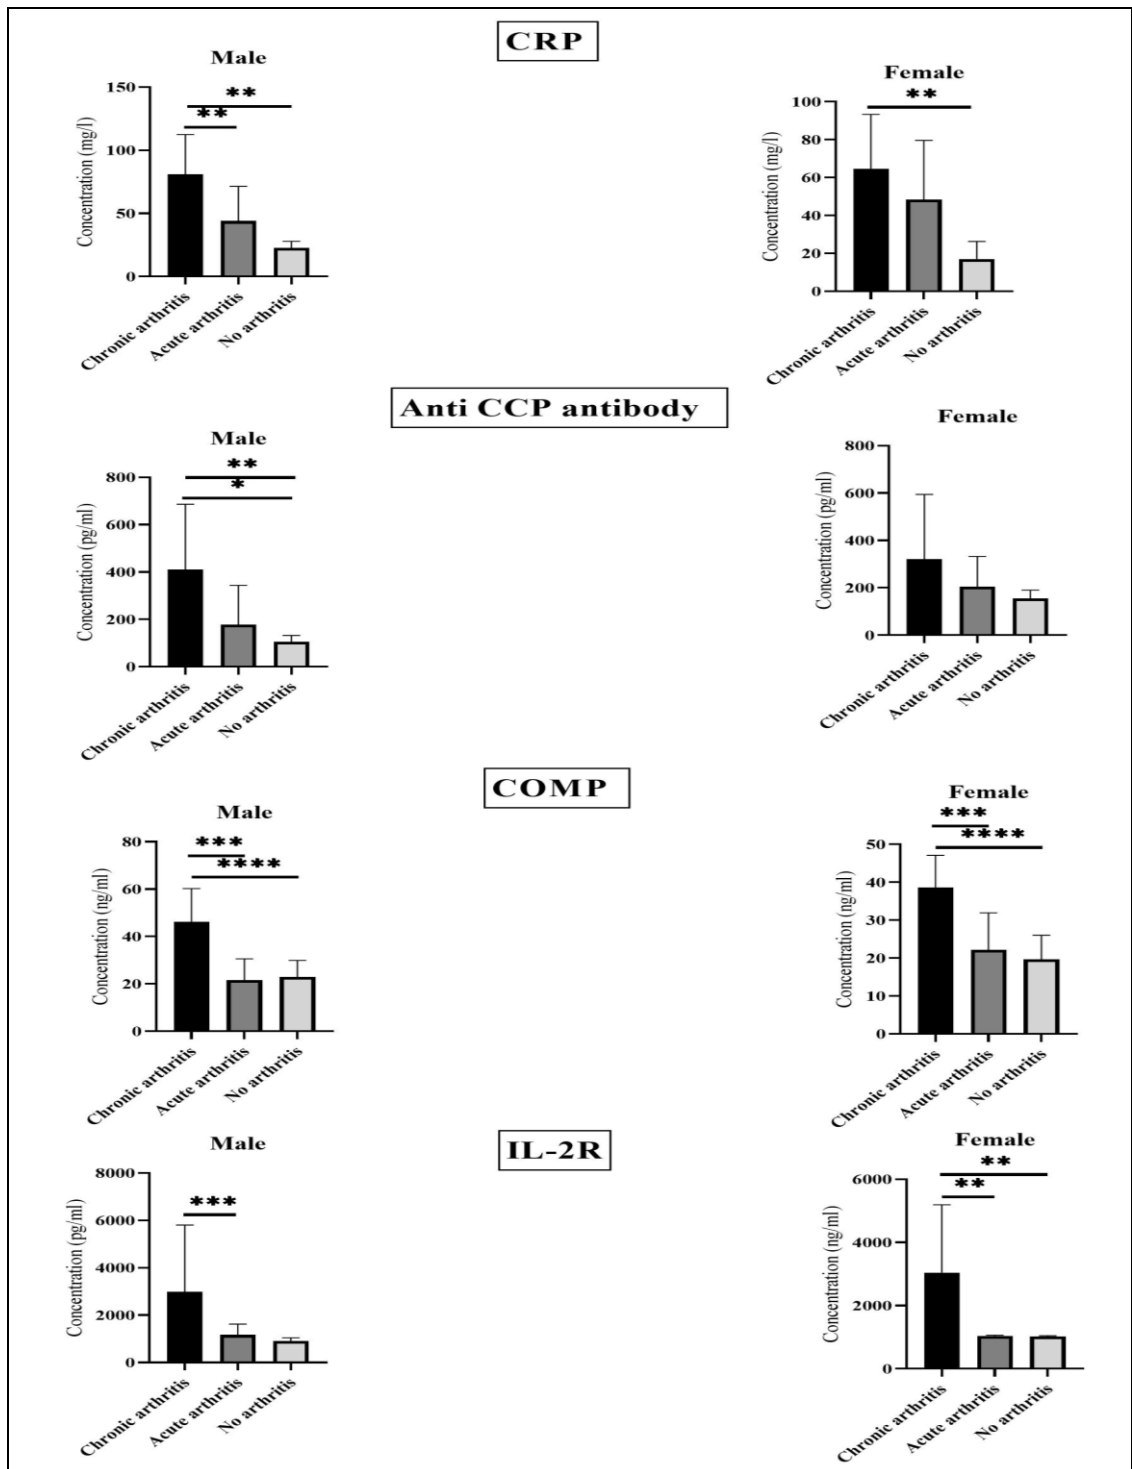 CRP
Male
Concentration (mg/l)
150
100
50
0
**
**
Chronic arthritis
Acute arthritis
No arthritis
Female
Concentration (mg/l)
100
80
60
40
20
0
**
Chronic arthritis
Acute arthritis
No arthritis
Anti CCP antibody
Male
Concentration (pg/ml)
800
600
400
200
0
**
*
Chronic arthritis
Acute arthritis
No arthritis
Female
Concentration (pg/ml)
800
600
400
200
0
Chronic arthritis
Acute arthritis
No arthritis
COMP
Male
Concentration (ng/ml)
80
60
40
20
0
***
****
Chronic arthritis
Acute arthritis
No arthritis
Female
Concentration (ng/ml)
50
40
30
20
10
0
***
****
Chronic arthritis
Acute arthritis
No arthritis
IL-2R
Male
Concentration (pg/ml)
8000
6000
4000
2000
0
***
Chronic arthritis
Acute arthritis
No arthritis
Female
Concentration (ng/ml)
6000
4000
2000
0
**
**
Chronic arthritis
Acute arthritis
No arthritis